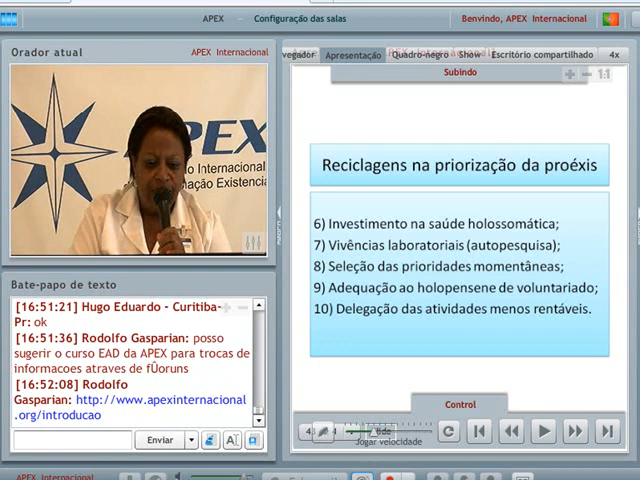 APEX – Configuração das salas
Benvindo, APEX Internacional
Orador atual
APEX Internacional
APEX
o Internacional
mação Existencia
Bate-papo de texto
[16:51:21] Hugo Eduardo - Curitiba-
Pr: ok
[16:51:36] Rodolfo Gasparian: posso
sugerir o curso EAD da APEX para trocas de
informacoes atraves de fÛoruns
[16:52:08] Rodolfo
Gasparian: http://www.apexinternacional
.org/introducao
Enviar
APEX Internacional
vegador Apresentação Quadro-negro Show Escritório compartilhado 4x
Subindo
1:1
Reciclagens na priorização da proéxis
6) Investimento na saúde holossomática;
7) Vivências laboratoriais (autopesquisa);
8) Seleção das prioridades momentâneas;
9) Adequação ao holopensene de voluntariado;
10) Delegação das atividades menos rentáveis.
Control
Jogar velocidade